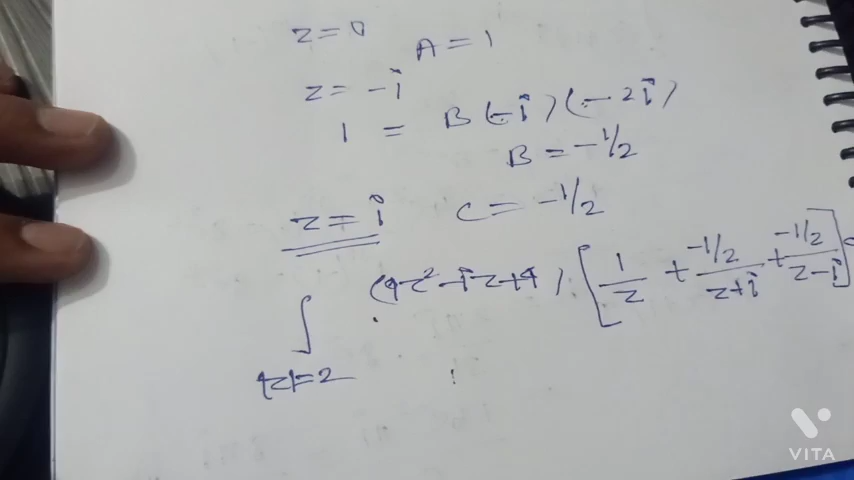 z = 0 A = 1
z = -i
1 = B (-i) (-2i)
B = -1/2
z = i C = -1/2
∫ |z|=2 (4z² - iz + 4) [ 1/z + -1/2 / z+i + -1/2 / z-i ]
VITA